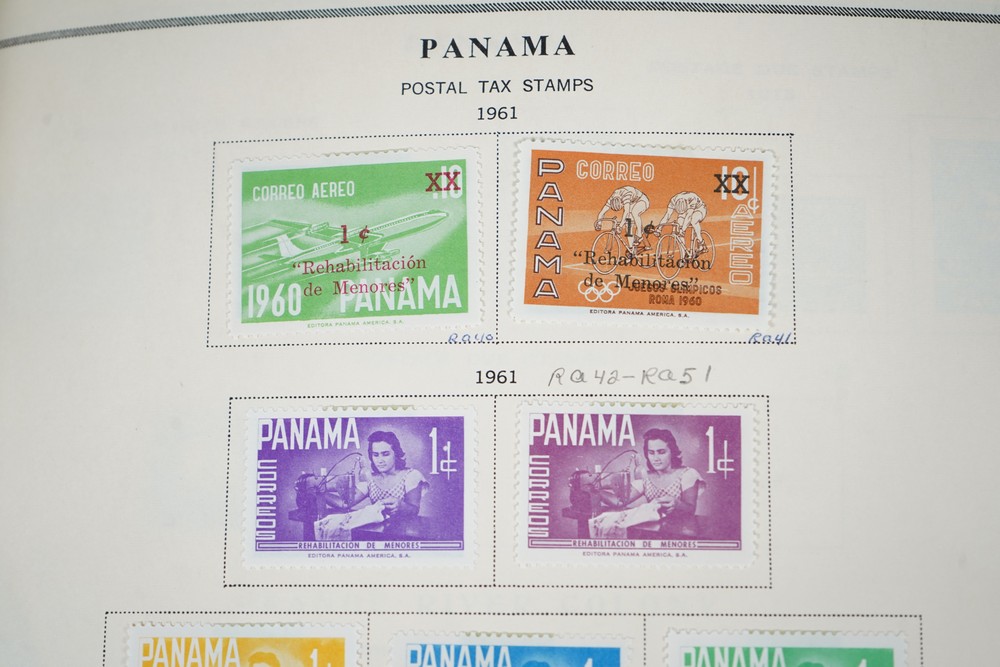 PANAMA
POSTAL TAX STAMPS
1961
CORREO AEREO
XX
1¢
"Rehabilitación
de Menores"
1960 PANAMA
EDITORA PANAMA AMERICA, S.A.
RA40
PANAMA
CORREO
XX
1¢
AEREO
"Rehabilitación
de Menores"
JUEGOS OLIMPICOS
ROMA 1960
EDITORA PANAMA AMERICA, S.A.
RA41
1961 RA42-RA51
PANAMA 1¢
CORREOS
REHABILITACION DE MENORES
EDITORA PANAMA AMERICA, S.A.
PANAMA 1¢
CORREOS
REHABILITACION DE MENORES
EDITORA PANAMA AMERICA, S.A.
PANAMA
PANAMA
PANAMA